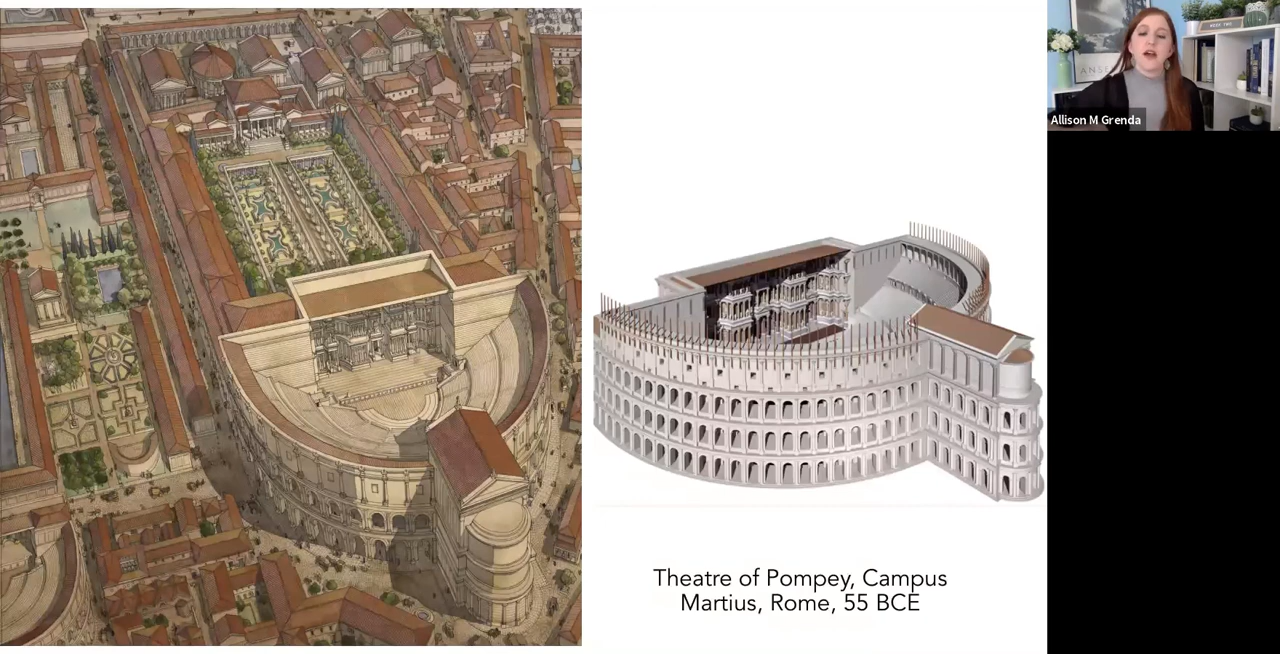 Allison M Grenda
Theatre of Pompey, Campus
Martius, Rome, 55 BCE